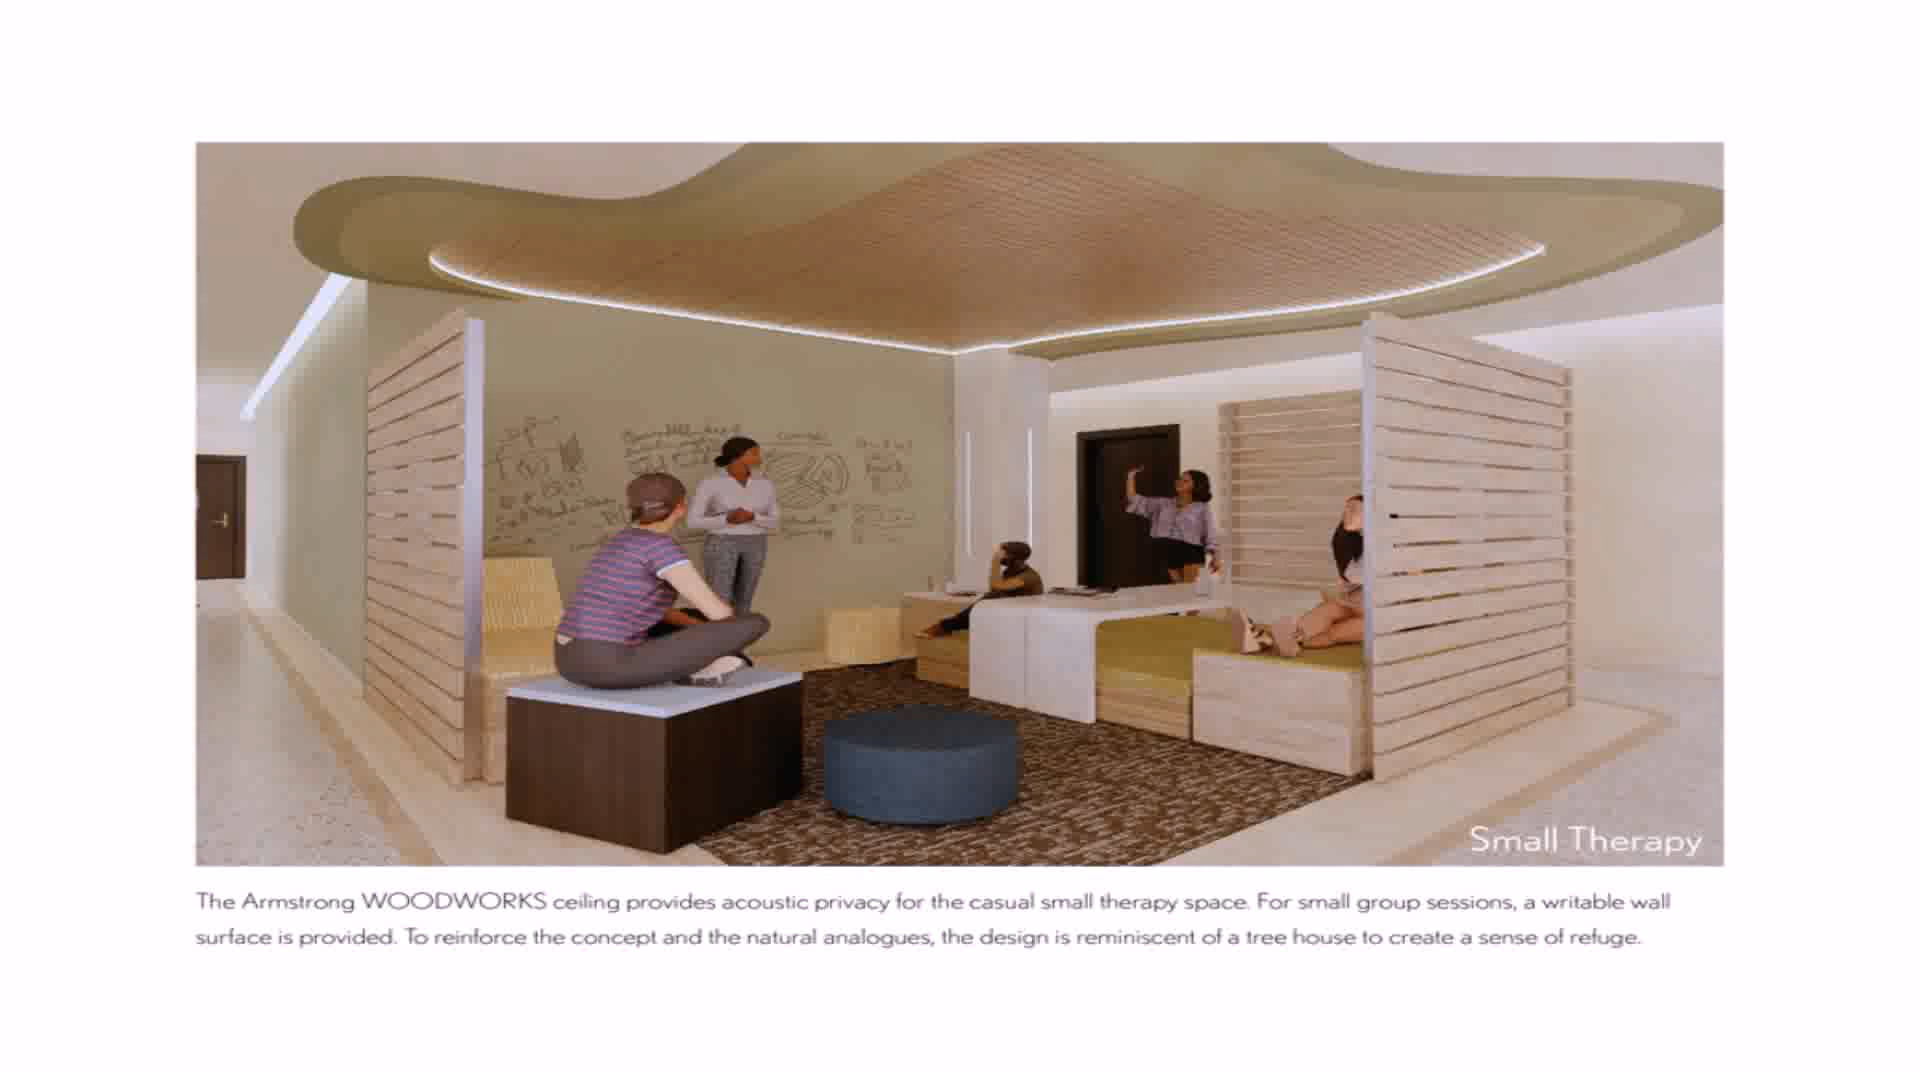 Small Therapy
The Armstrong WOODWORKS ceiling provides acoustic privacy for the casual small therapy space. For small group sessions, a writable wall
surface is provided. To reinforce the concept and the natural analogues, the design is reminiscent of a tree house to create a sense of refuge.